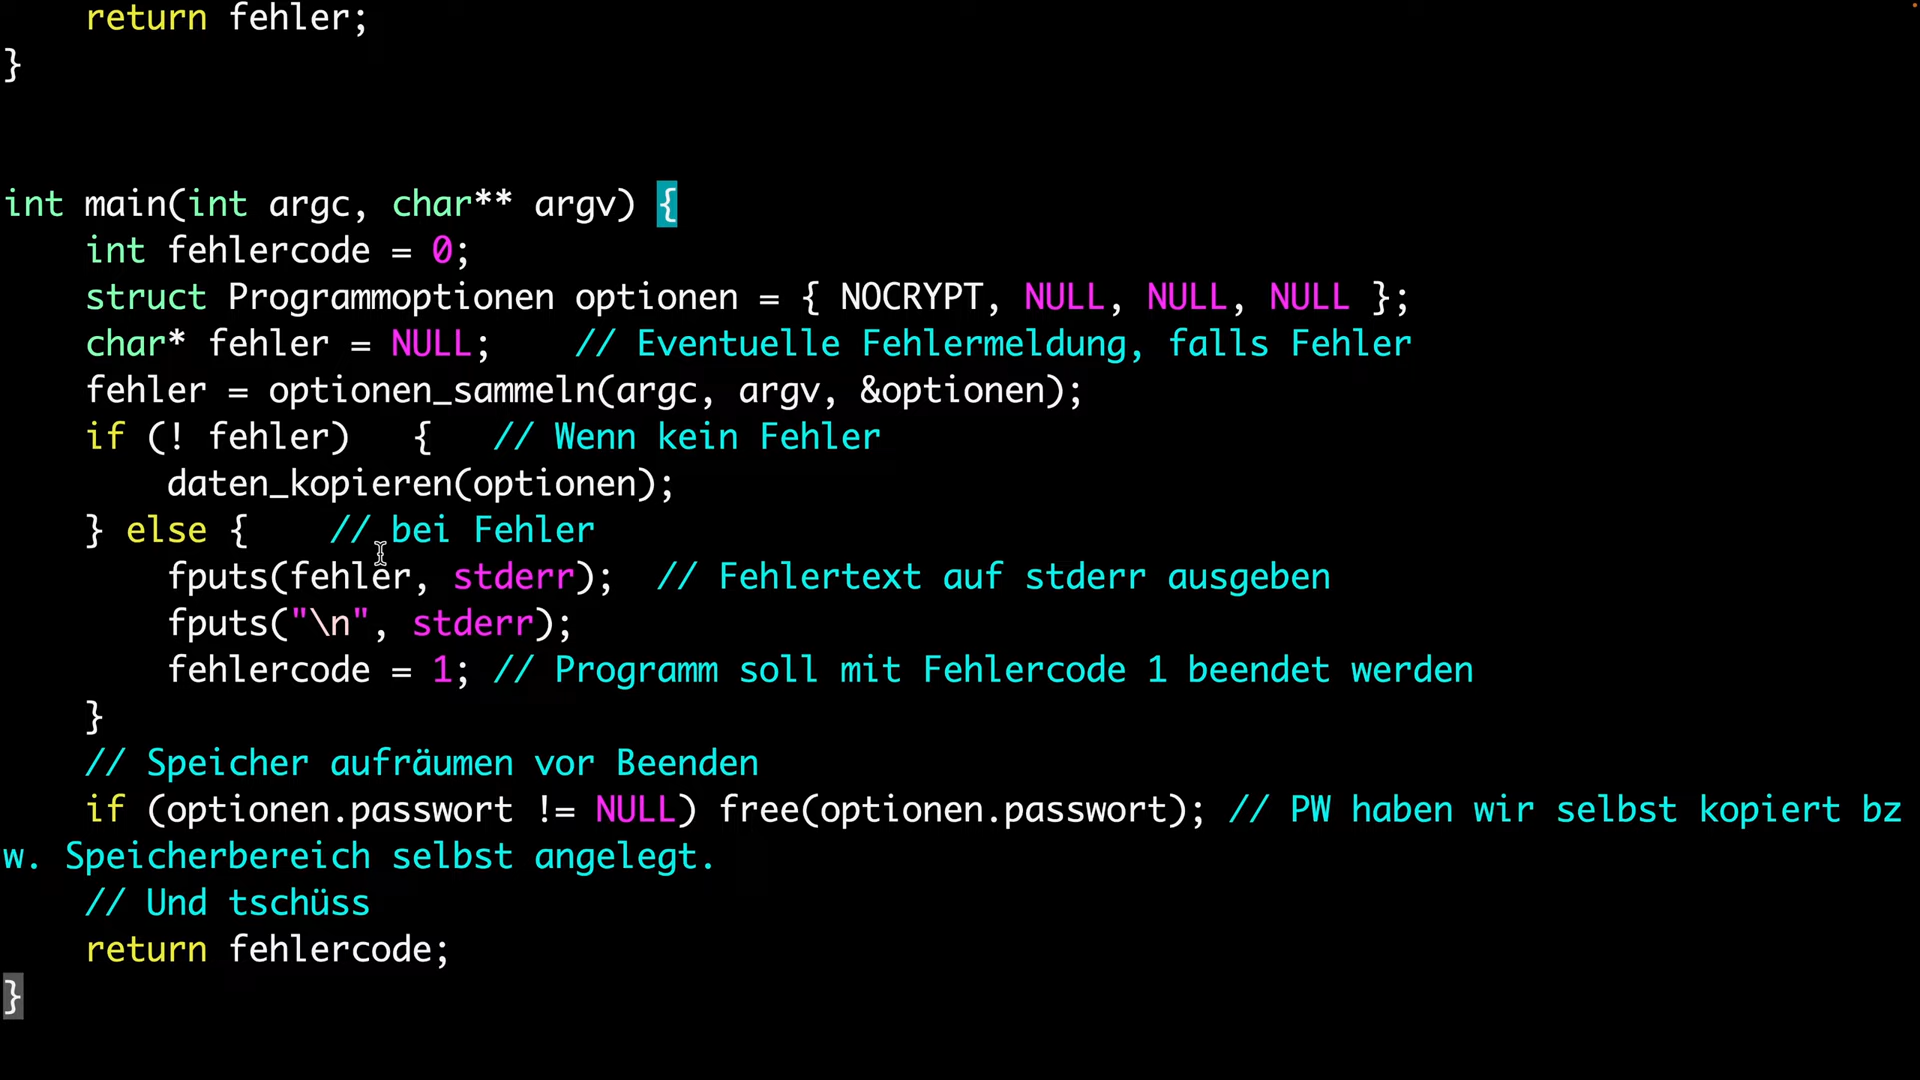 return fehler;
}
int main(int argc, char** argv) {
    int fehlercode = 0;
    struct Programmoptionen optionen = { NOCRYPT, NULL, NULL, NULL };
    char* fehler = NULL;    // Eventuelle Fehlermeldung, falls Fehler
    fehler = optionen_sammeln(argc, argv, &optionen);
    if (! fehler)   {   // Wenn kein Fehler
        daten_kopieren(optionen);
    } else {    // bei Fehler
        fputs(fehler, stderr);  // Fehlertext auf stderr ausgeben
        fputs("\n", stderr);
        fehlercode = 1; // Programm soll mit Fehlercode 1 beendet werden
    }
    // Speicher aufräumen vor Beenden
    if (optionen.passwort != NULL) free(optionen.passwort); // PW haben wir selbst kopiert bz
w. Speicherbereich selbst angelegt.
    // Und tschüss
    return fehlercode;
}